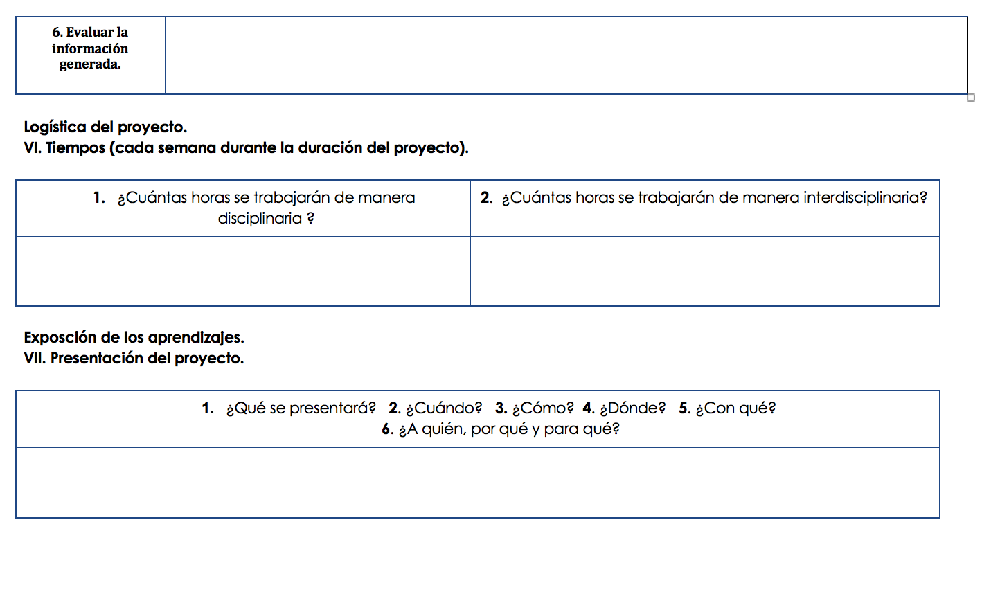 6. Evaluar la
información
generada.
Logística del proyecto.
VI. Tiempos (cada semana durante la duración del proyecto).
1. ¿Cuántas horas se trabajarán de manera
disciplinaria ?
2. ¿Cuántas horas se trabajarán de manera interdisciplinaria?
Exposción de los aprendizajes.
VII. Presentación del proyecto.
1. ¿Qué se presentará? 2. ¿Cuándo? 3. ¿Cómo? 4. ¿Dónde? 5. ¿Con qué?
6. ¿A quién, por qué y para qué?